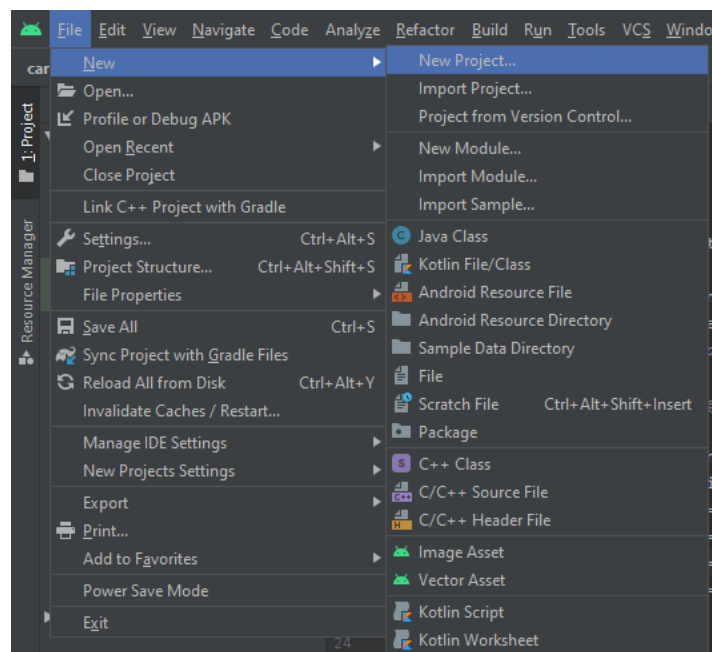 File Edit View Navigate Code Analyze Refactor Build Run Tools VCS Windo
car
1: Project
Resource Manager
New
Open...
Profile or Debug APK
Open Recent
Close Project
Link C++ Project with Gradle
Settings... Ctrl+Alt+S
Project Structure... Ctrl+Alt+Shift+S
File Properties
Save All Ctrl+S
Sync Project with Gradle Files
Reload All from Disk Ctrl+Alt+Y
Invalidate Caches / Restart...
Manage IDE Settings
New Projects Settings
Export
Print...
Add to Favorites
Power Save Mode
Exit
New Project...
Import Project...
Project from Version Control...
New Module...
Import Module...
Import Sample...
Java Class
Kotlin File/Class
Android Resource File
Android Resource Directory
Sample Data Directory
File
Scratch File Ctrl+Alt+Shift+Insert
Package
S C++ Class
C++ C/C++ Source File
H C/C++ Header File
Image Asset
Vector Asset
Kotlin Script
Kotlin Worksheet
24